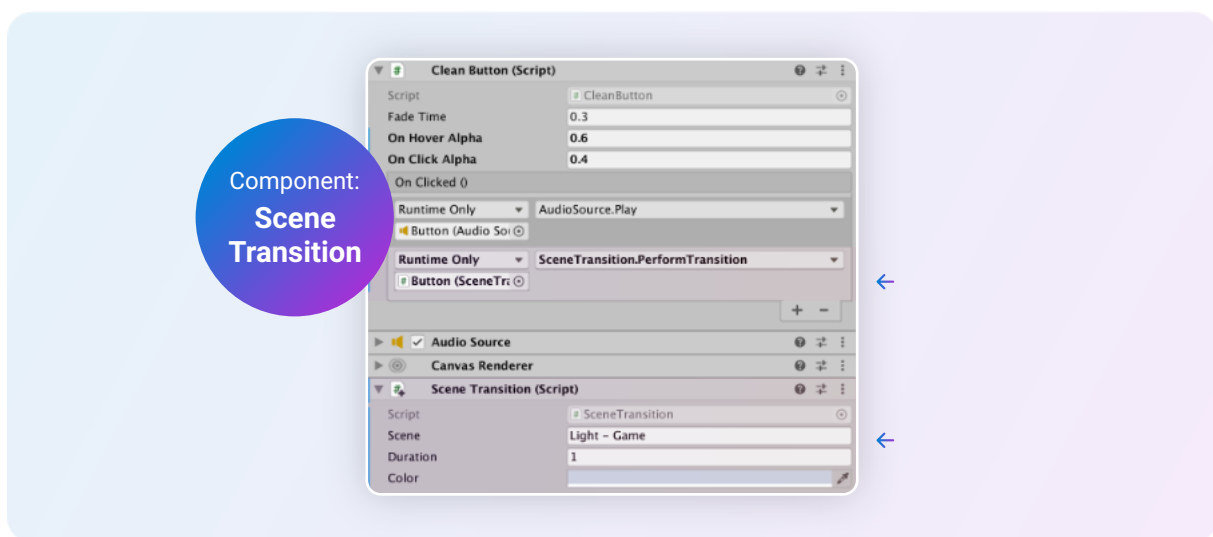 Clean Button (Script)
Script CleanButton
Fade Time 0.3
On Hover Alpha 0.6
On Click Alpha 0.4
On Clicked ()
Runtime Only AudioSource.Play
Button (Audio Sou
Runtime Only SceneTransition.PerformTransition
Button (SceneTra
Component:
Scene
Transition
Audio Source
Canvas Renderer
Scene Transition (Script)
Script SceneTransition
Scene Light - Game
Duration 1
Color